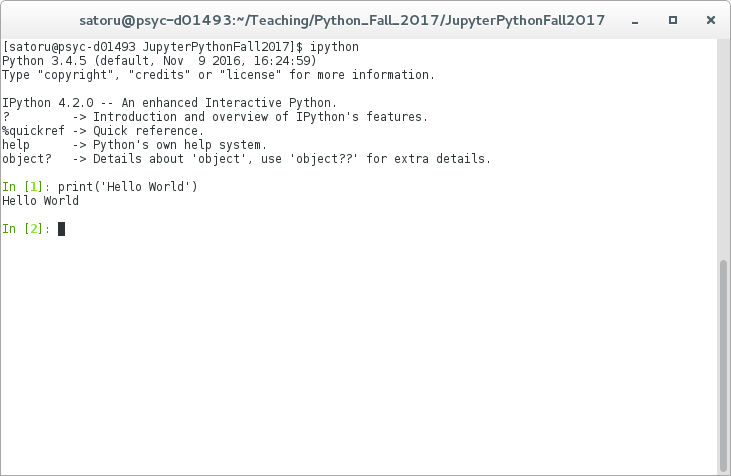 satoru@psyc-d01493:~/Teaching/Python_Fall_2017/JupyterPythonFall2017
[satoru@psyc-d01493 JupyterPythonFall2017]$ ipython
Python 3.4.5 (default, Nov  9 2016, 16:24:59)
Type "copyright", "credits" or "license" for more information.

IPython 4.2.0 -- An enhanced Interactive Python.
?         -> Introduction and overview of IPython's features.
%quickref -> Quick reference.
help      -> Python's own help system.
object?   -> Details about 'object', use 'object??' for extra details.

In [1]: print('Hello World')
Hello World

In [2]: